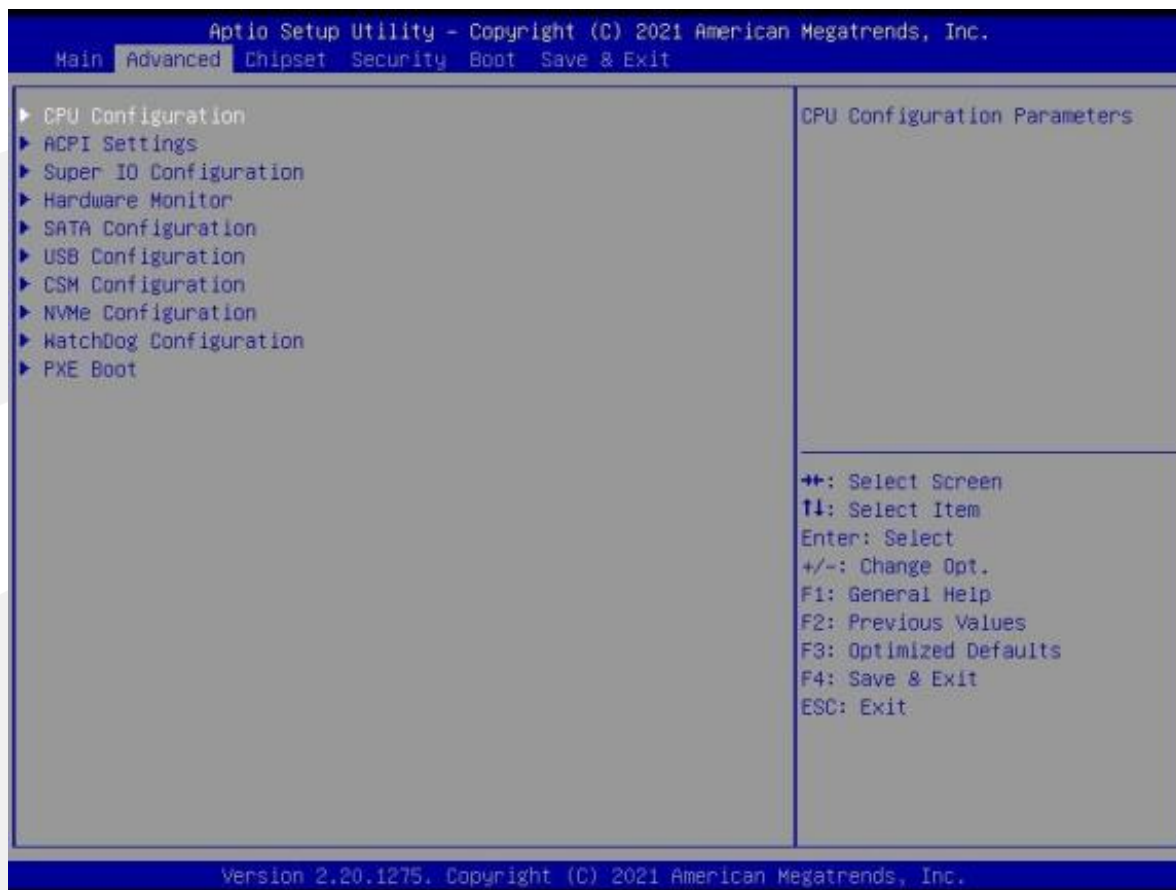 Aptio Setup Utility - Copyright (C) 2021 American Megatrends, Inc.
Main Advanced Chipset Security Boot Save & Exit
▶ CPU Configuration
▶ ACPI Settings
▶ Super IO Configuration
▶ Hardware Monitor
▶ SATA Configuration
▶ USB Configuration
▶ CSM Configuration
▶ NVMe Configuration
▶ WatchDog Configuration
▶ PXE Boot
CPU Configuration Parameters
→←: Select Screen
↑↓: Select Item
Enter: Select
+/-: Change Opt.
F1: General Help
F2: Previous Values
F3: Optimized Defaults
F4: Save & Exit
ESC: Exit
Version 2.20.1275. Copyright (C) 2021 American Megatrends, Inc.